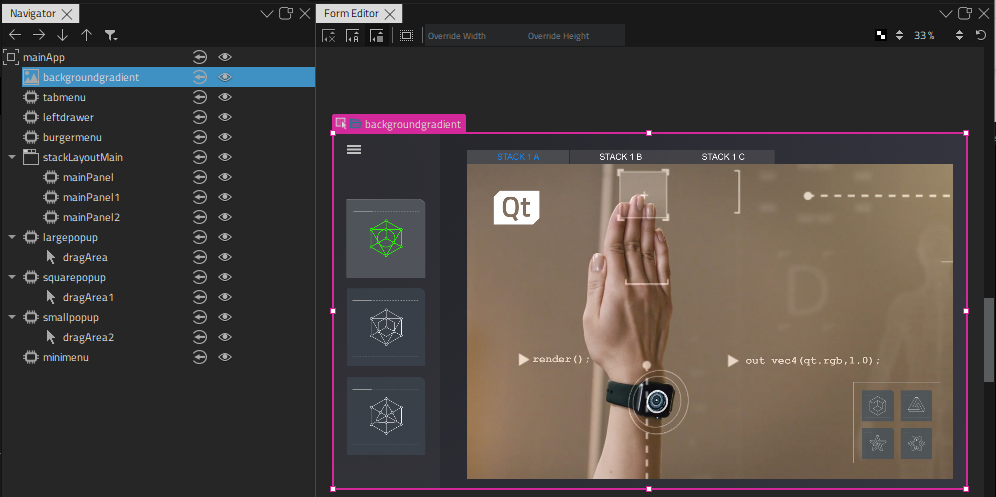 Navigator
Form Editor
Override Width
Override Height
33 %
mainApp
backgroundgradient
tabmenu
leftdrawer
burgermenu
stackLayoutMain
mainPanel
mainPanel1
mainPanel2
largepopup
dragArea
squarepopup
dragArea1
smallpopup
dragArea2
minimenu
backgroundgradient
STACK 1 A
STACK 1 B
STACK 1 C
Qt
D
render();
out vec4(qt.rgb,1.0);